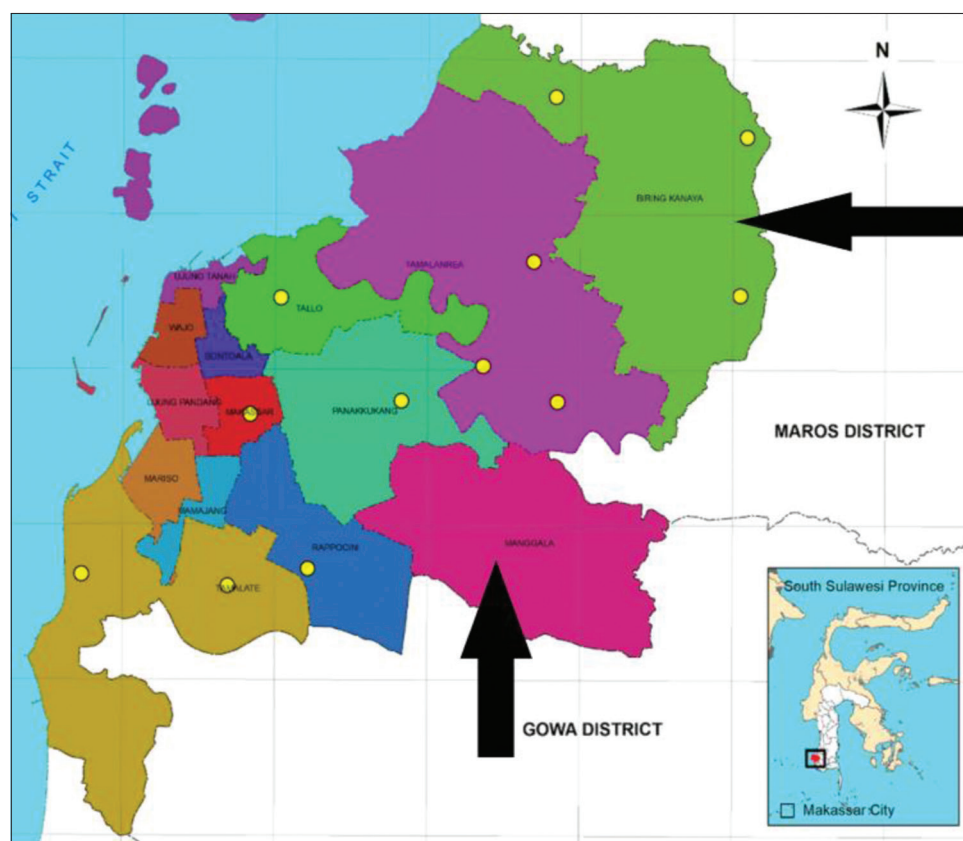 N
STRAIT
BIRING KANAYA
TAMALANREA
UJUNG TANAH
TALLO
WAJO
BONTOALA
UJUNG PANDANG
MAKASSAR
PANAKKUKANG
MAROS DISTRICT
MARISO
MAMAJANG
RAPPOCINI
MANGGALA
TAMALATE
GOWA DISTRICT
South Sulawesi Province
Makassar City